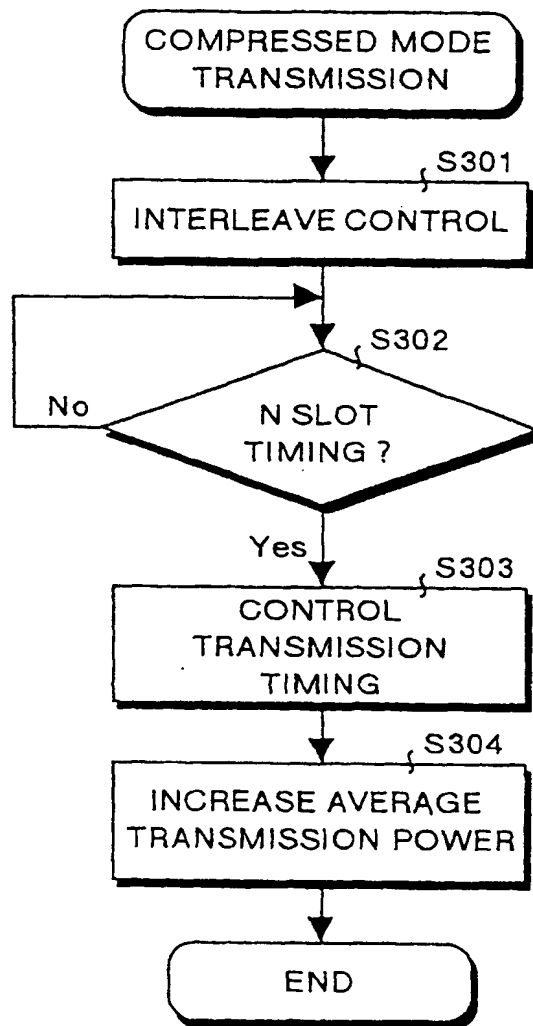 COMPRESSED MODE
TRANSMISSION
S301
INTERLEAVE CONTROL
S302
No
N SLOT
TIMING ?
Yes
S303
CONTROL
TRANSMISSION
TIMING
S304
INCREASE AVERAGE
TRANSMISSION POWER
END